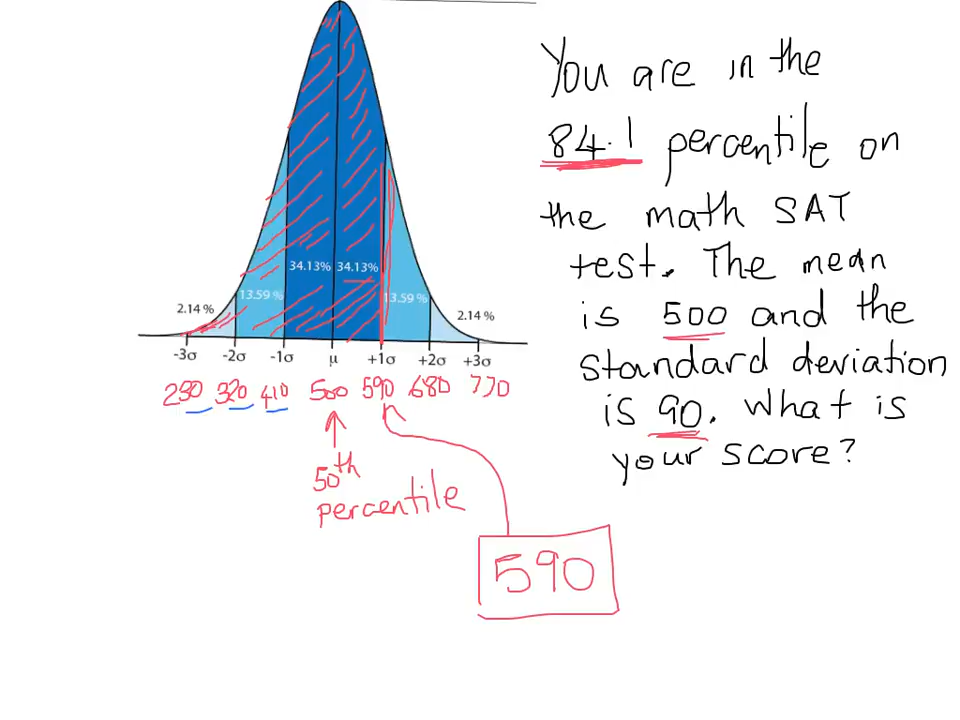 You are in the
84.1 percentile on
the math SAT
test. The mean
is 500 and the
standard deviation
is 90. What is
your score?
34.13% 34.13%
13.59 % 13.59 %
2.14 % 2.14 %
-3σ -2σ -1σ μ +1σ +2σ +3σ
230 320 410 500 590 680 770
50th
percentile
590